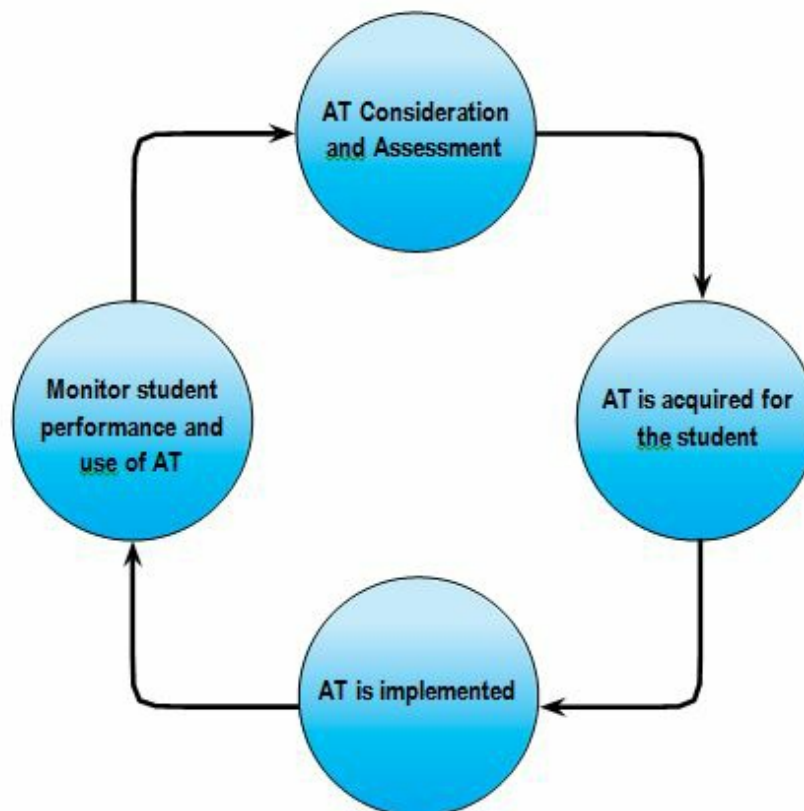 AT Consideration
and Assessment
AT is acquired for
the student
AT is implemented
Monitor student
performance and
use of AT